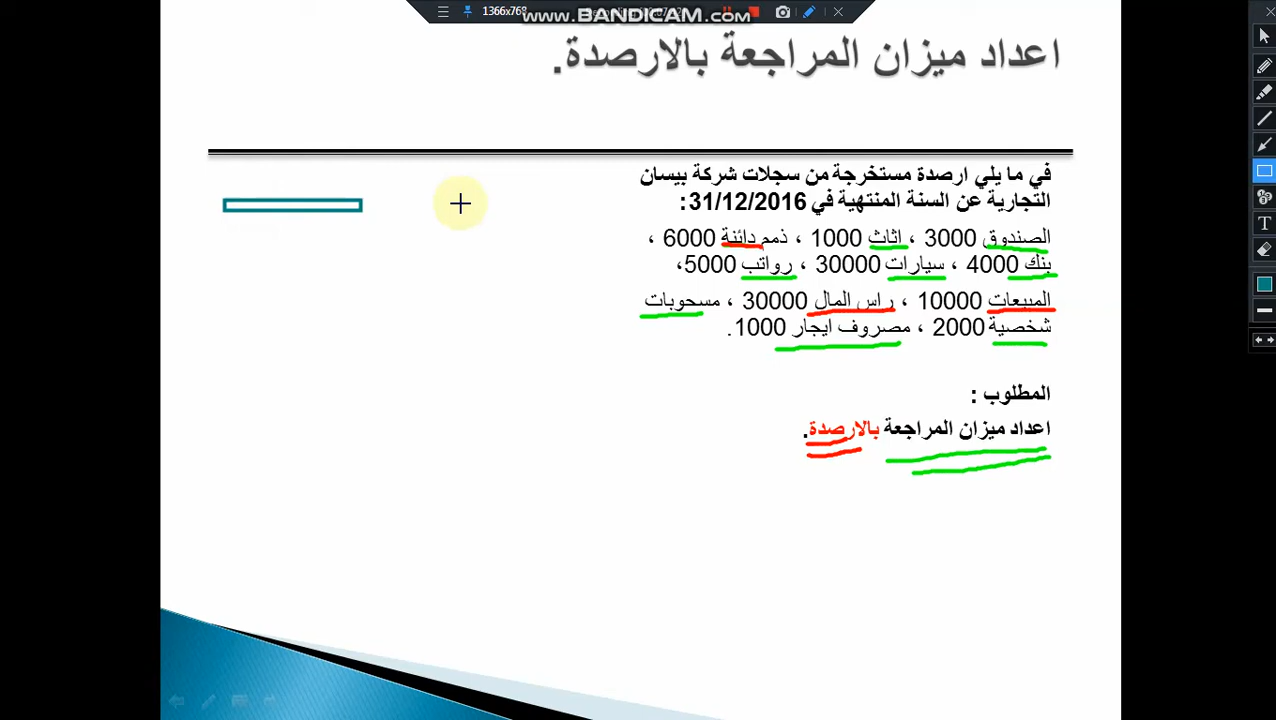 1366x768
www.BANDICAM.com
اعداد ميزان المراجعة بالارصدة.
في ما يلي ارصدة مستخرجة من سجلات شركة بيسان
التجارية عن السنة المنتهية في 31/12/2016:
الصندوق 3000 ، اثاث 1000 ، ذمم دائنة 6000 ،
بنك 4000 ، سيارات 30000 ، رواتب 5000،
المبيعات 10000 ، راس المال 30000 ، مسحوبات
شخصية 2000 ، مصروف ايجار 1000.
المطلوب :
اعداد ميزان المراجعة بالارصدة.